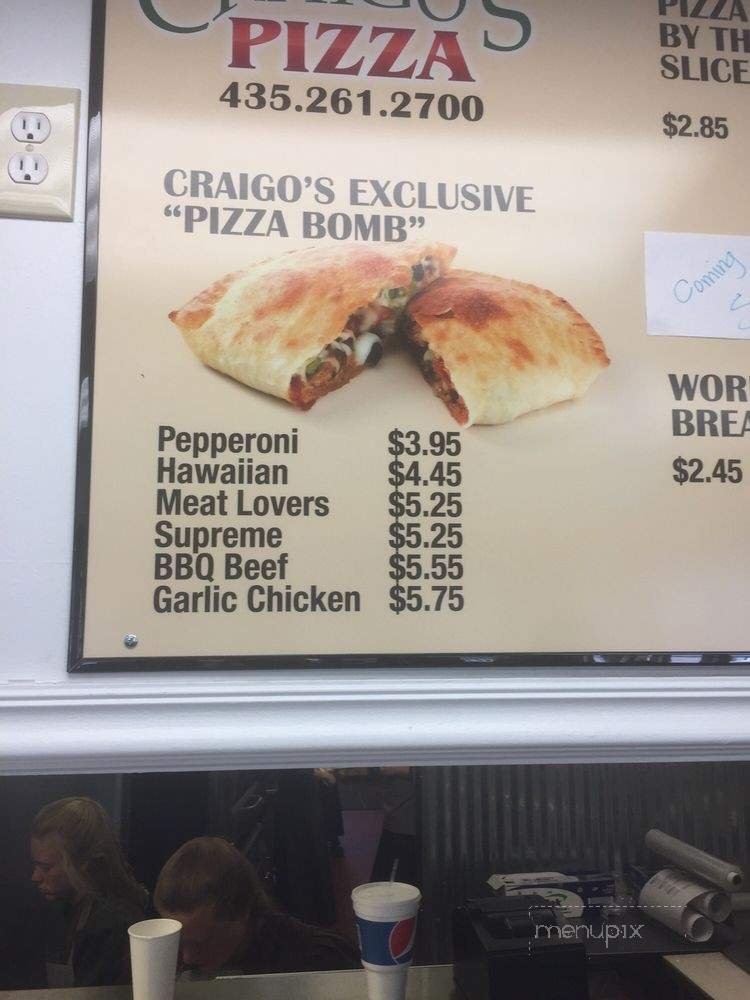 CRAIGO'S
PIZZA
435.261.2700
CRAIGO'S EXCLUSIVE
"PIZZA BOMB"
Pepperoni $3.95
Hawaiian $4.45
Meat Lovers $5.25
Supreme $5.25
BBQ Beef $5.55
Garlic Chicken $5.75
PIZZA
BY TH
SLICE
$2.85
Coming
S
WOR
BREA
$2.45
menupix